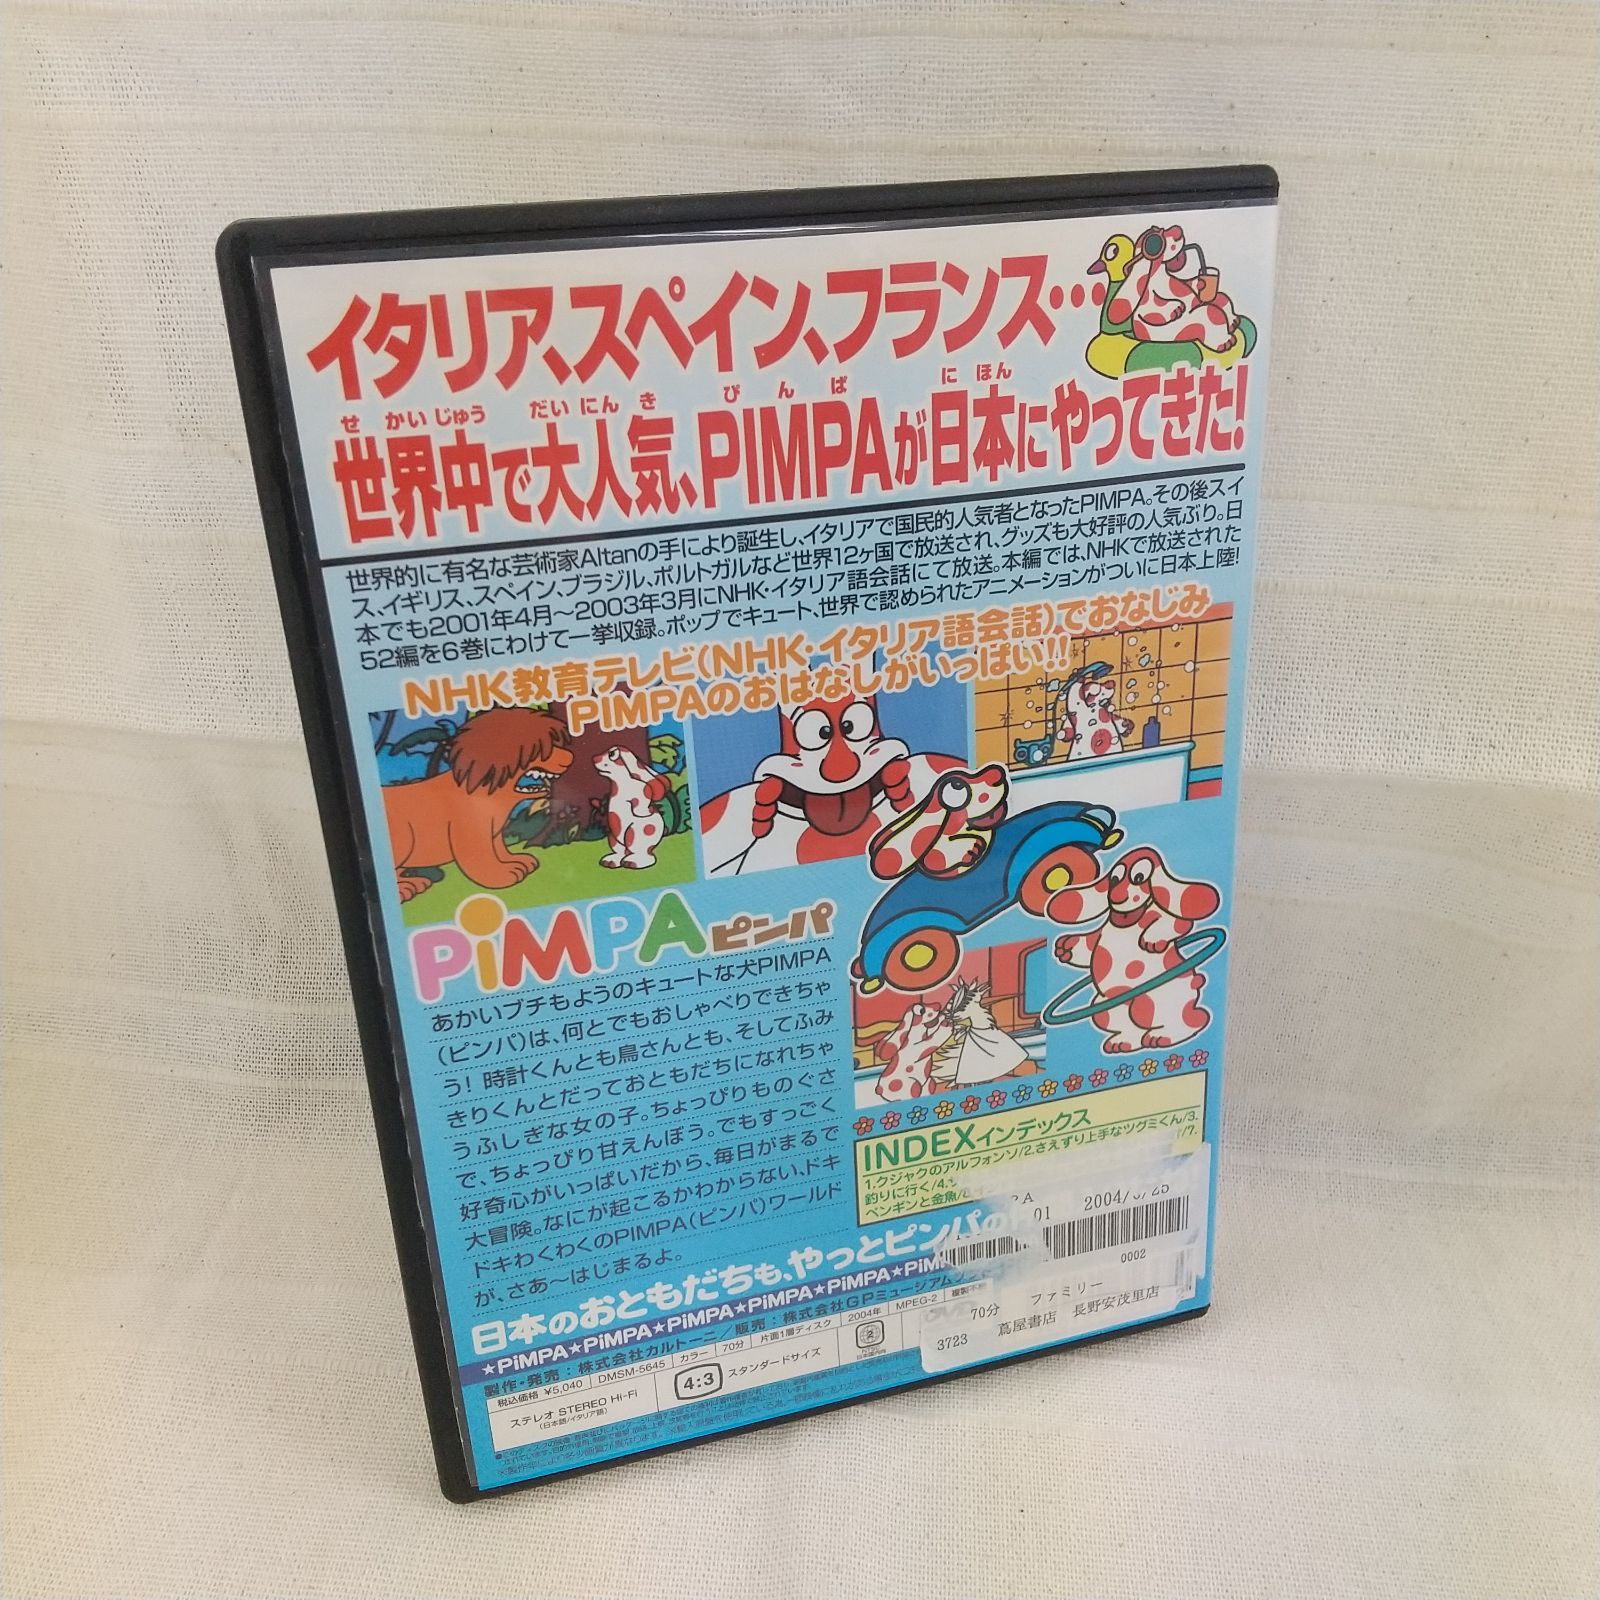 イタリア、スペイン、フランス…
せかいじゅう だいにんき ぴんぱ にほん
世界中で大人気、PIMPAが日本にやってきた!
世界的に有名な芸術家Altanの手により誕生し、イタリアで国民的人気者となったPIMPA。その後スイ
ス、イギリス、スペイン、ブラジル、ポルトガルなど世界12ヶ国で放送され、グッズも大好評の人気ぶり。日
本でも2001年4月〜2003年3月にNHK・イタリア語会話にて放送。本編では、NHKで放送された
52編を6巻にわけて一挙収録。ポップでキュート、世界で認められたアニメーションがついに日本上陸!
NHK教育テレビ(NHK・イタリア語会話)でおなじみ
PIMPAのおはなしがいっぱい!!
PiMPA ピンパ
あかいブチもようのキュートな犬PIMPA
(ピンパ)は、何とでもおしゃべりできちゃ
う! 時計くんとも鳥さんとも、そしてふみ
きりくんとだっておともだちになれちゃ
うふしぎな女の子。ちょっぴりものぐさ
で、ちょっぴり甘えんぼう。でもすっごく
好奇心がいっぱいだから、毎日がまるで
大冒険。なにが起こるかわからない、ドキ
ドキわくわくのPIMPA(ピンパ)ワールド
が、さあ〜はじまるよ。
INDEXインデックス
1.クジャクのアルフォンソ/2.さえずり上手なツグミくん/3.
釣りに行く/4.
/7.
ペンギンと金魚/8.
2004/
25
01
0002
70分 ファミリー
3723 蔦屋書店 長野安茂里店
日本のおともだちも、やっとピンパの
★PiMPA★PiMPA★PiMPA★PiMPA★PiMPA★PiM
製作・発売:株式会社カルトーニ/販売:株式会社GPミュージアム
税込価格 ¥5,040 DMSM-5645 カラー 70分 片面1層ディスク 2004年 MPEG-2 複製不能
ステレオ STEREO Hi-Fi
(日本語/イタリア語)
4:3 スタンダードサイズ
2
NTSC
日本国内向